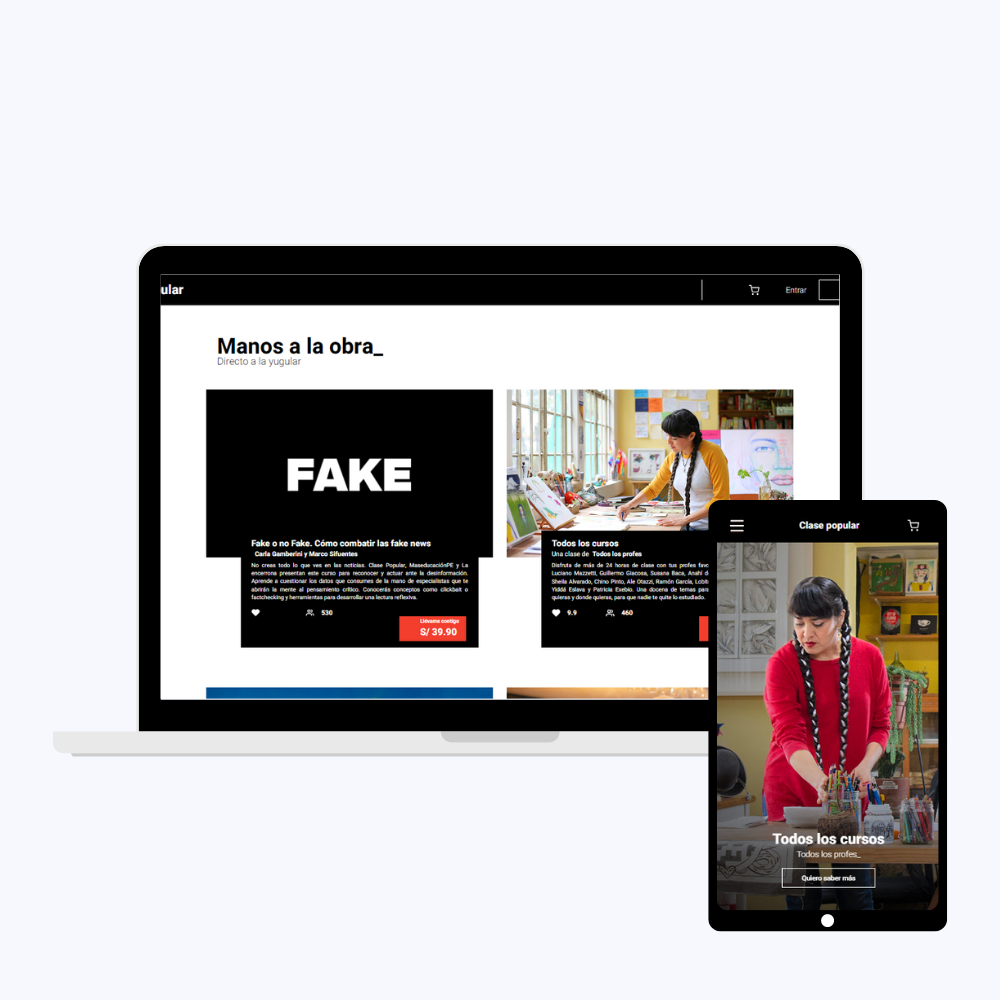 ular
Entrar
Manos a la obra_
Directo a la yugular
FAKE
Fake o no Fake. Cómo combatir las fake news
Carla Gamberini y Marco Sifuentes
No creas todo lo que ves en las noticias. Clase Popular, MaseducaciónPE y La
encerrona presentan este curso para reconocer y actuar ante la desinformación.
Aprende a cuestionar los datos que consumes de la mano de especialistas que te
abrirán la mente al pensamiento crítico. Conocerás conceptos como clickbait o
factchecking y herramientas para desarrollar una lectura reflexiva.
530
Llévame contigo
S/ 39.90
Todos los cursos
Una clase de Todos los profes
Disfruta de más de 24 horas de clase con tus profes favo
Luciano Mazzetti, Guillermo Giacosa, Susana Baca, Anahí d
Sheila Alvarado, Chino Pinto, Ale Otazzi, Ramón García, Lobit
Yiddá Eslava y Patricia Esebio. Una docena de temas para
quieras y donde quieras, para que nadie te quite lo estudiado.
9.9
460
Clase popular
Todos los cursos
Todos los profes_
Quiero saber más